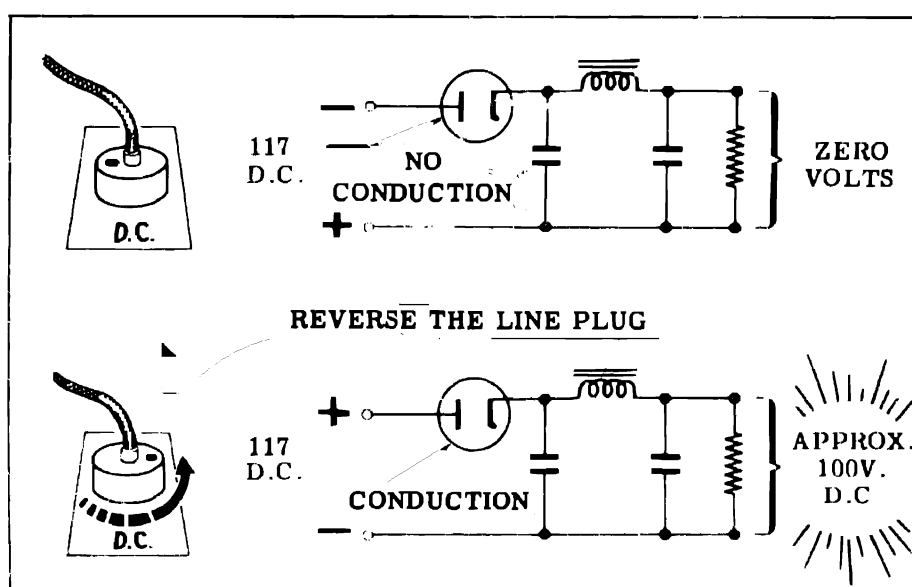 D.C.
−
117
D.C.
NO
CONDUCTION
+
ZERO
VOLTS
REVERSE THE LINE PLUG
D.C.
+
117
D.C.
CONDUCTION
−
APPROX.
100V.
D.C